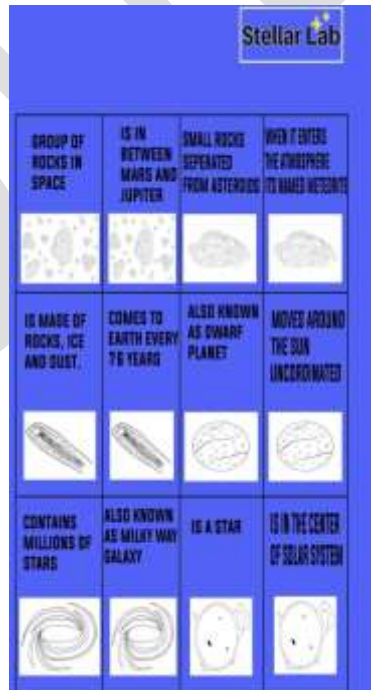 Stellar Lab
GROUP OF
ROCKS IN
SPACE
IS IN
BETWEEN
MARS AND
JUPITER
SMALL ROCKS
SEPERATED
FROM ASTEROIDS
WHEN IT ENTERS
THE ATMOSPHERE
ITS NAMED METEORITE
IS MADE OF
ROCKS, ICE
AND DUST.
COMES TO
EARTH EVERY
76 YEARS
ALSO KNOWN
AS DWARF
PLANET
MOVES AROUND
THE SUN
UNCORDINATED
CONTAINS
MILLIONS OF
STARS
ALSO KNOWN
AS MILKY WAY
GALAXY
IS A STAR
IS IN THE CENTER
OF SOLAR SYSTEM